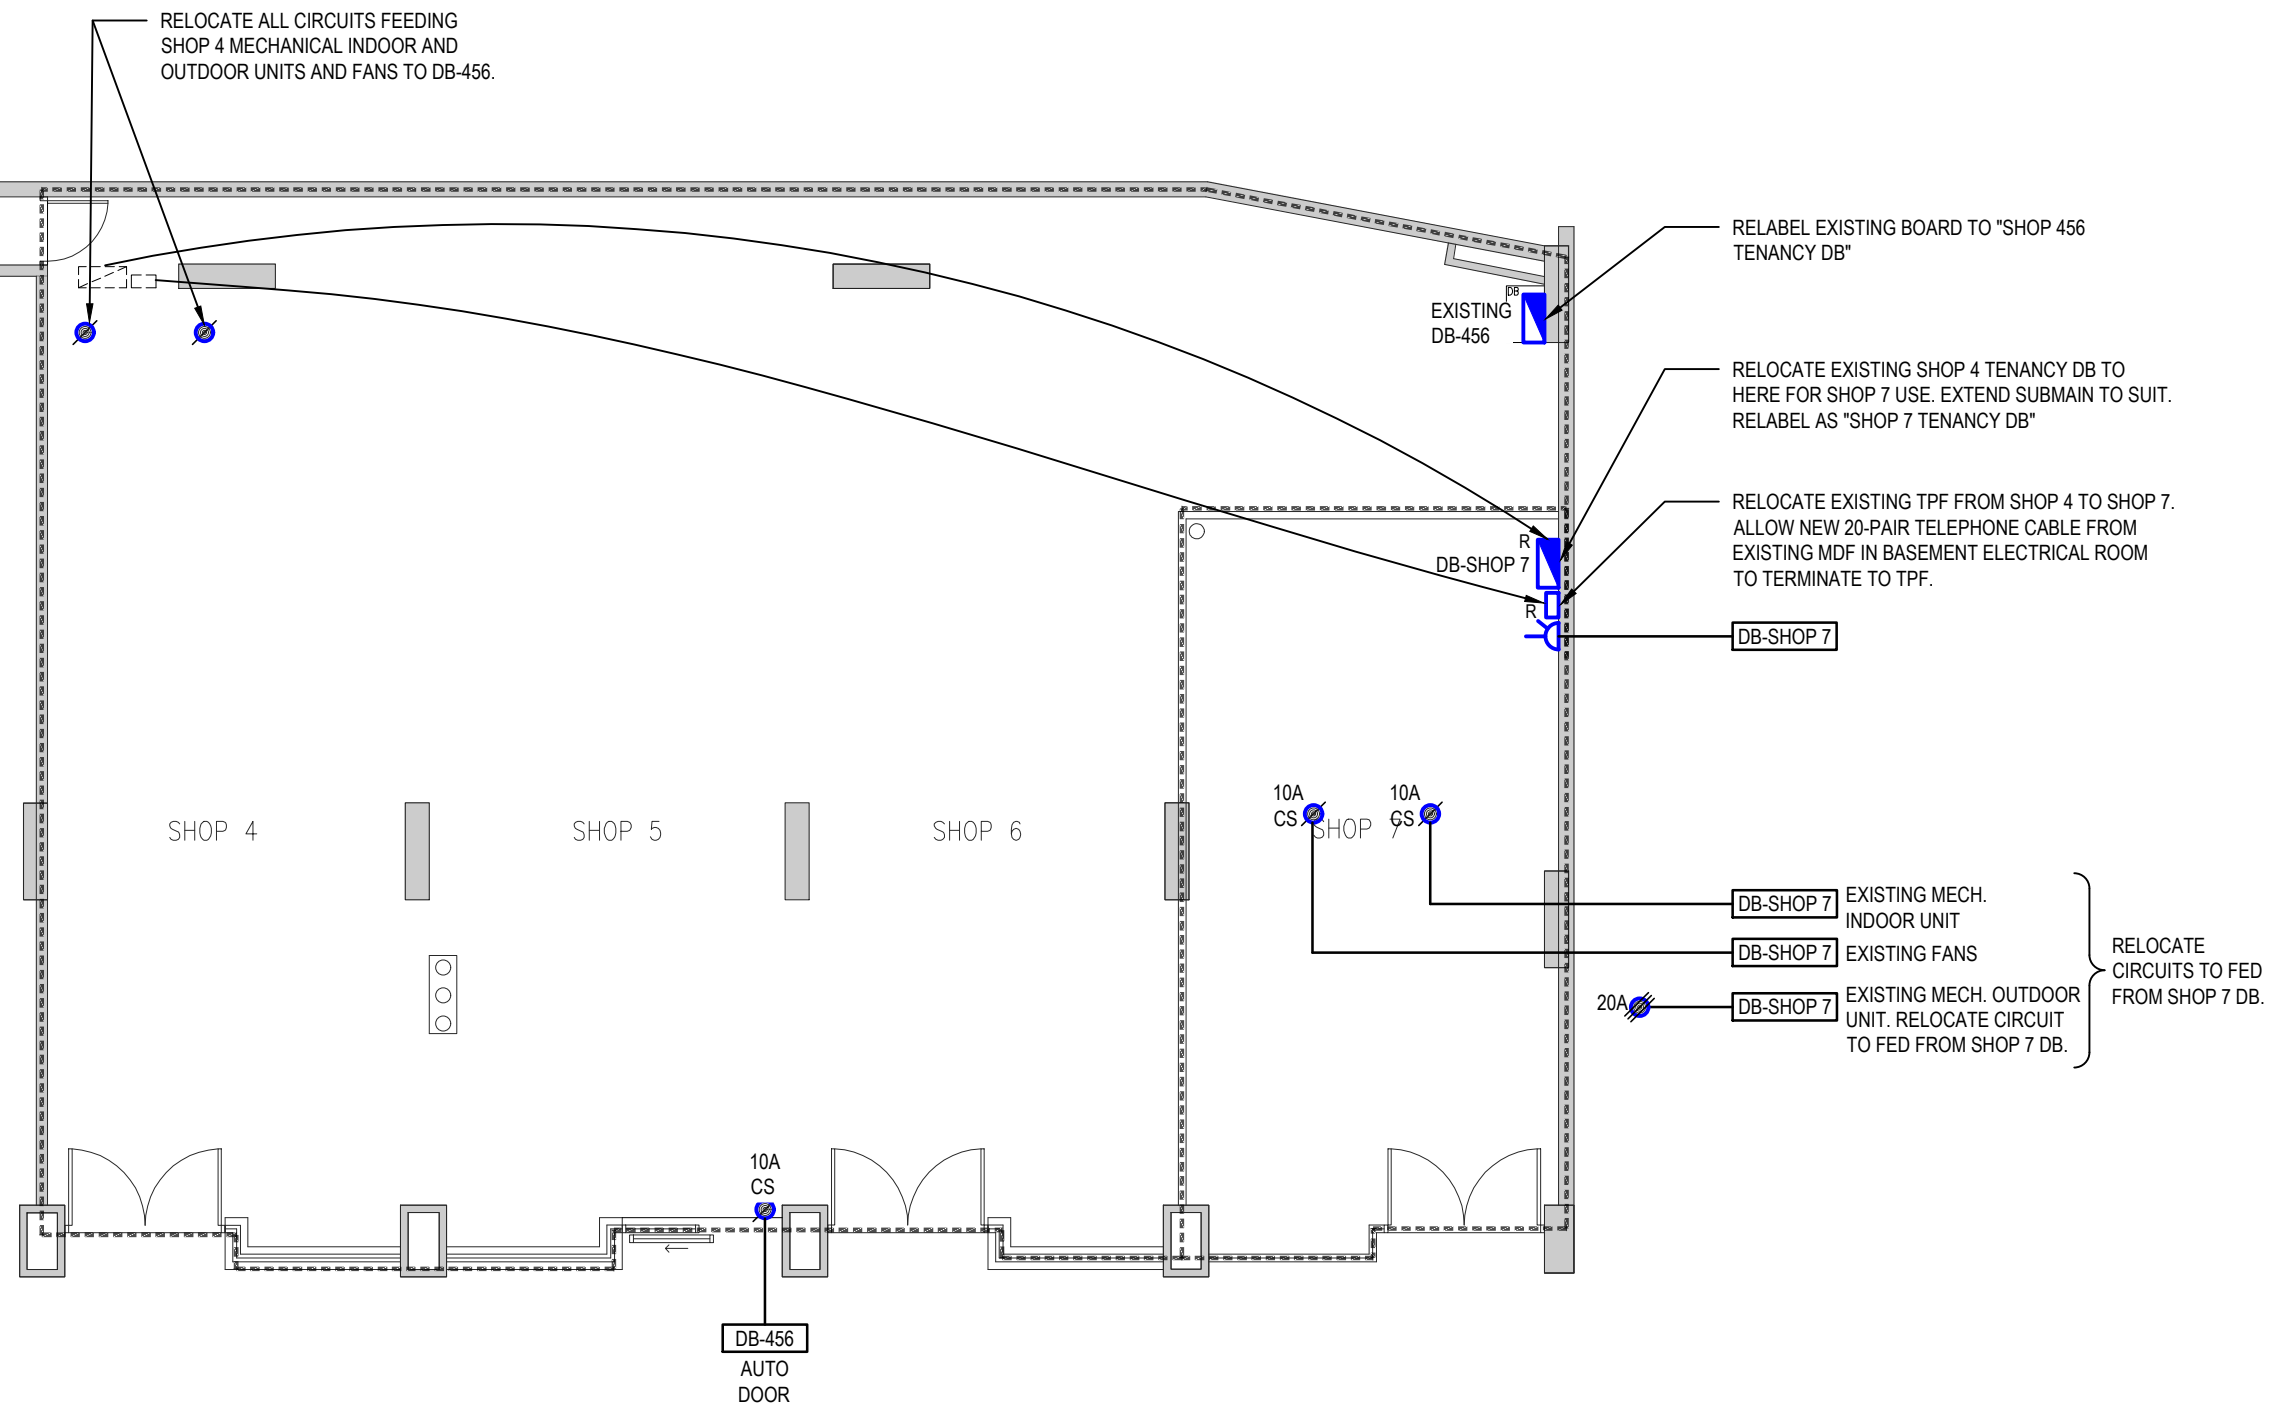 RELOCATE ALL CIRCUITS FEEDING
SHOP 4 MECHANICAL INDOOR AND
OUTDOOR UNITS AND FANS TO DB-456.
RELABEL EXISTING BOARD TO "SHOP 456
TENANCY DB"
DB
EXISTING
DB-456
RELOCATE EXISTING SHOP 4 TENANCY DB TO
HERE FOR SHOP 7 USE. EXTEND SUBMAIN TO SUIT.
RELABEL AS "SHOP 7 TENANCY DB"
RELOCATE EXISTING TPF FROM SHOP 4 TO SHOP 7.
ALLOW NEW 20-PAIR TELEPHONE CABLE FROM
EXISTING MDF IN BASEMENT ELECTRICAL ROOM
TO TERMINATE TO TPF.
R
DB-SHOP 7
R
DB-SHOP 7
10A
CS
10A
CS
SHOP 4
SHOP 5
SHOP 6
SHOP 7
DB-SHOP 7
EXISTING MECH.
INDOOR UNIT
DB-SHOP 7
EXISTING FANS
20A
DB-SHOP 7
EXISTING MECH. OUTDOOR
UNIT. RELOCATE CIRCUIT
TO FED FROM SHOP 7 DB.
RELOCATE
CIRCUITS TO FED
FROM SHOP 7 DB.
10A
CS
DB-456
AUTO
DOOR